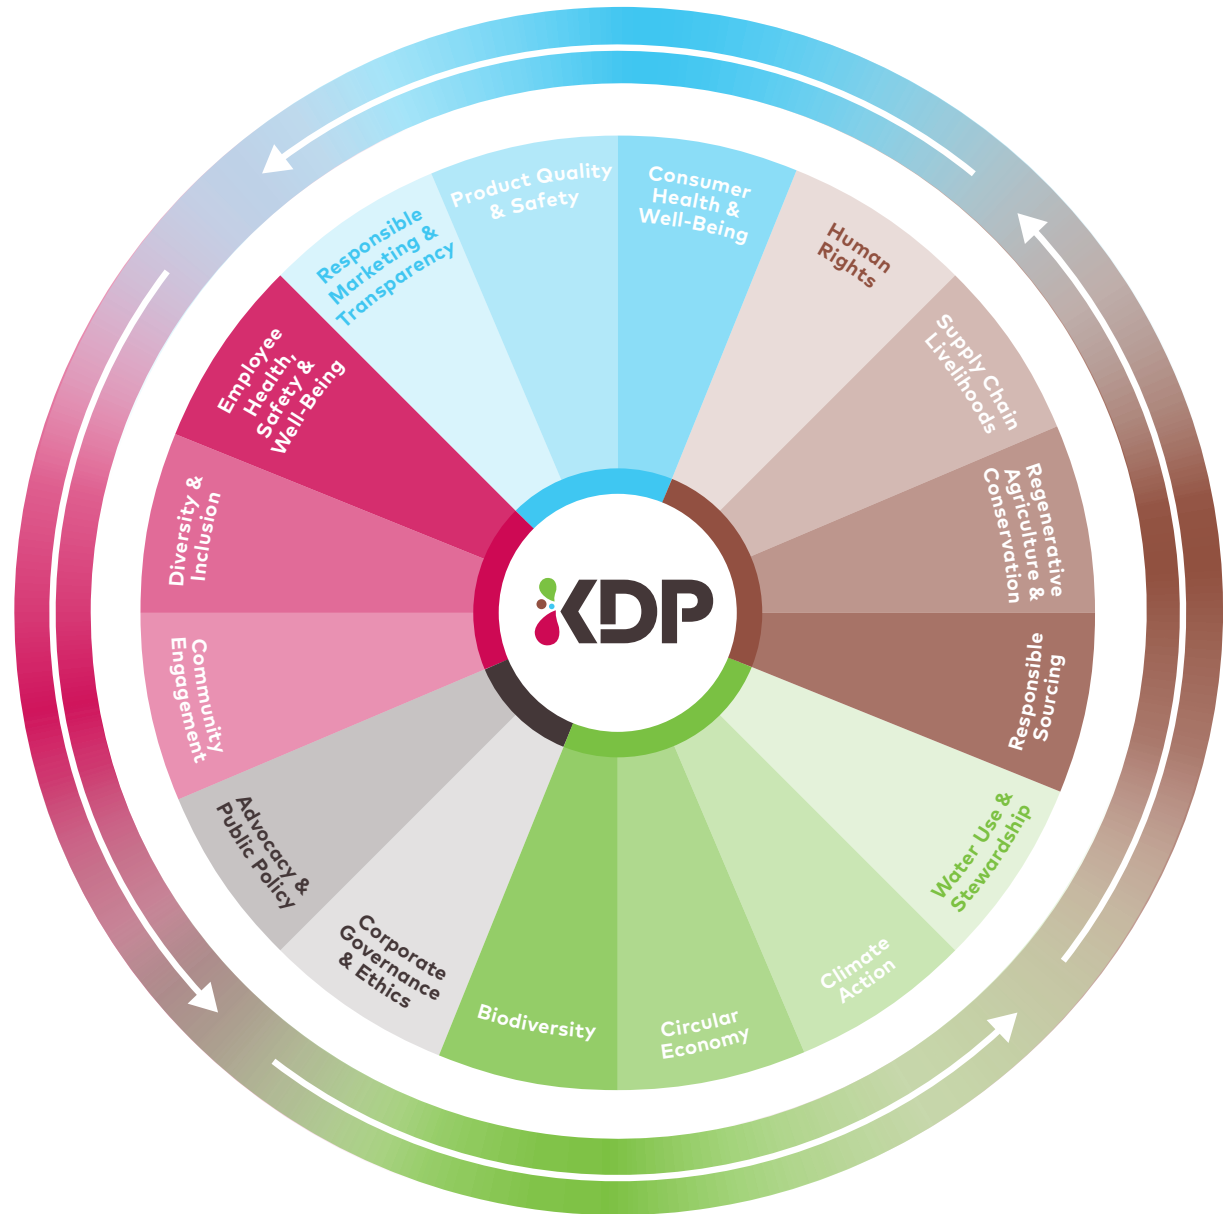 Consumer
Health &
Well-Being
Human
Rights
Supply Chain
Livelihoods
Regenerative
Agriculture &
Conservation
Responsible
Sourcing
Water Use &
Stewardship
Climate
Action
Circular
Economy
Biodiversity
Corporate
Governance
& Ethics
Advocacy &
Public Policy
Community
Engagement
Diversity &
Inclusion
Employee
Health,
Safety &
Well-Being
Responsible
Marketing &
Transparency
Product Quality
& Safety
KDP